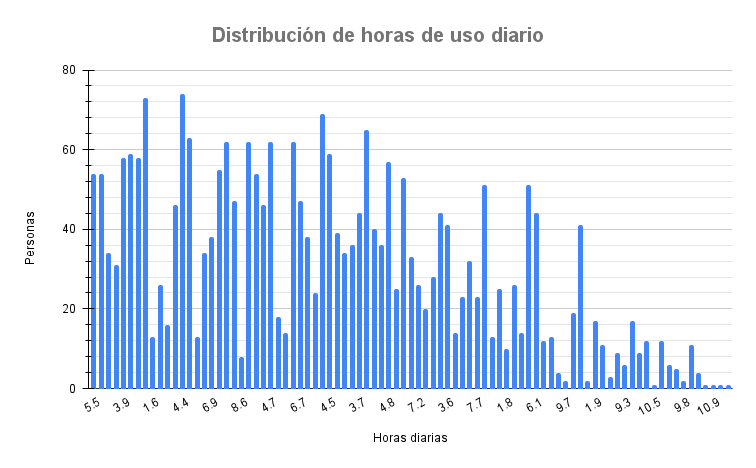 Distribución de horas de uso diario
80
60
40
20
0
Personas
5.5 3.9 1.6 4.4 6.9 8.6 4.7 6.7 4.5 3.7 4.8 7.2 3.6 7.7 1.8 6.1 9.7 1.9 9.3 10.5 9.8 10.9
Horas diarias